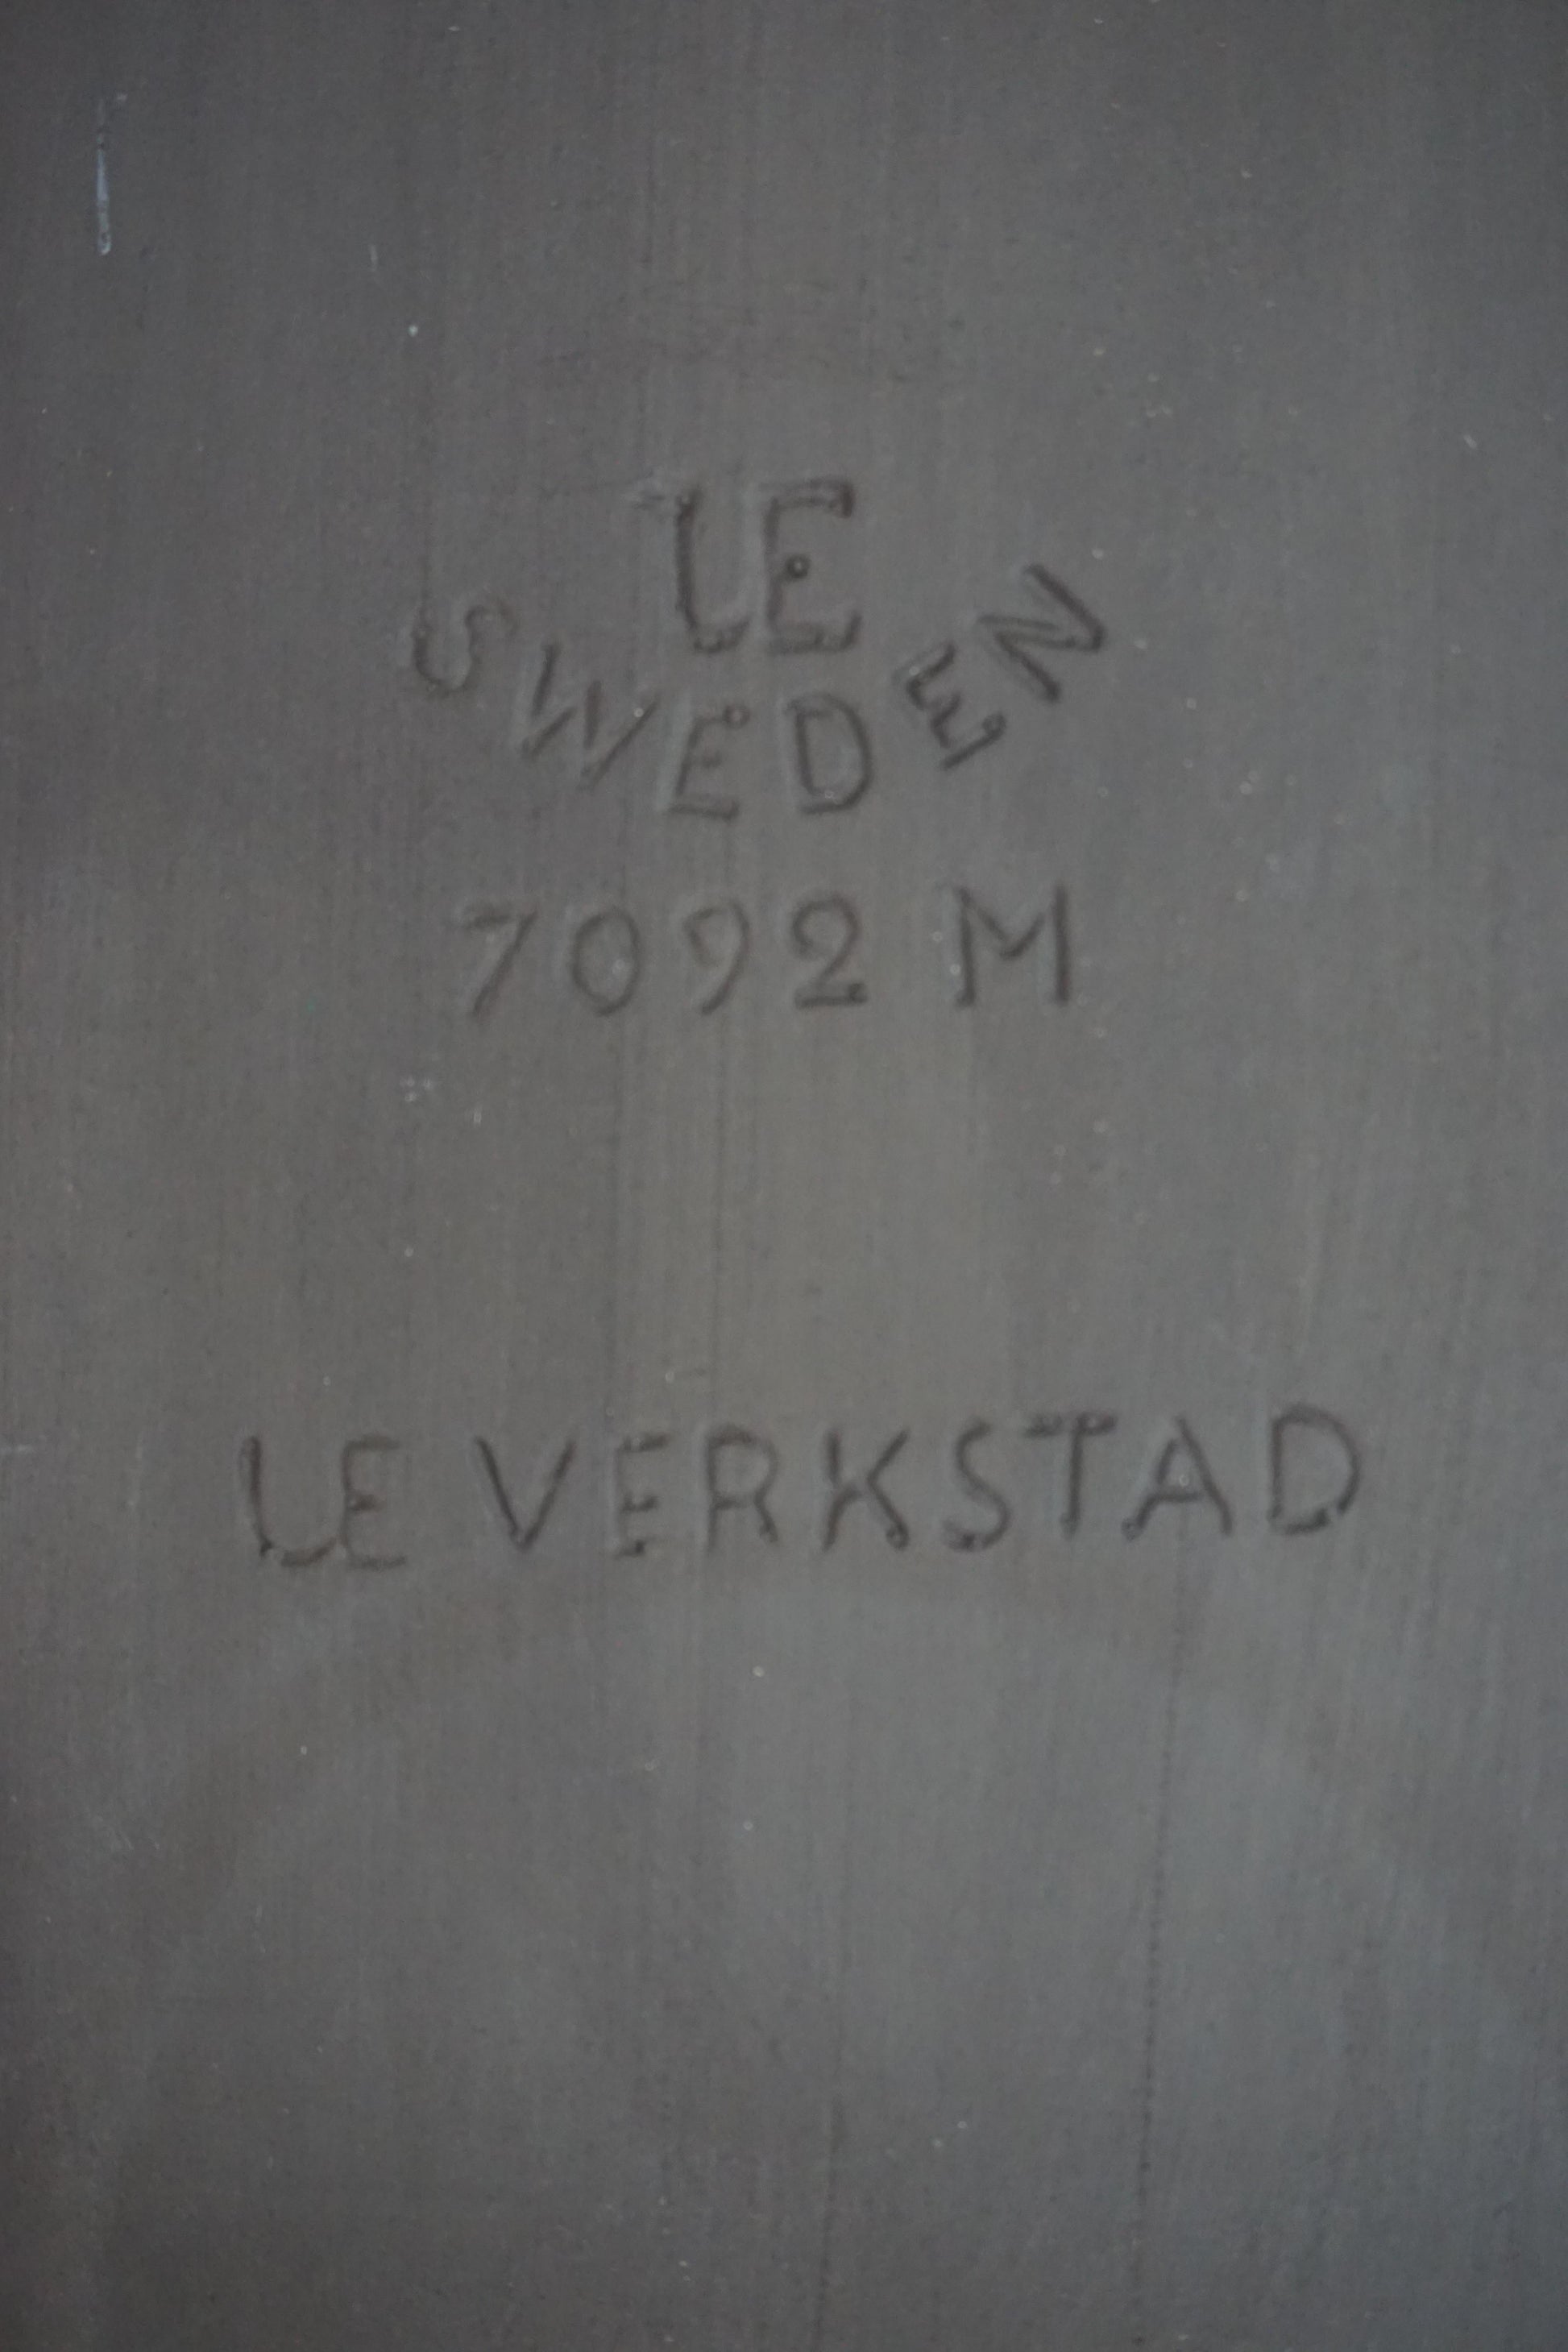 LE
SWEDEN
7092 M
LE VERKSTAD